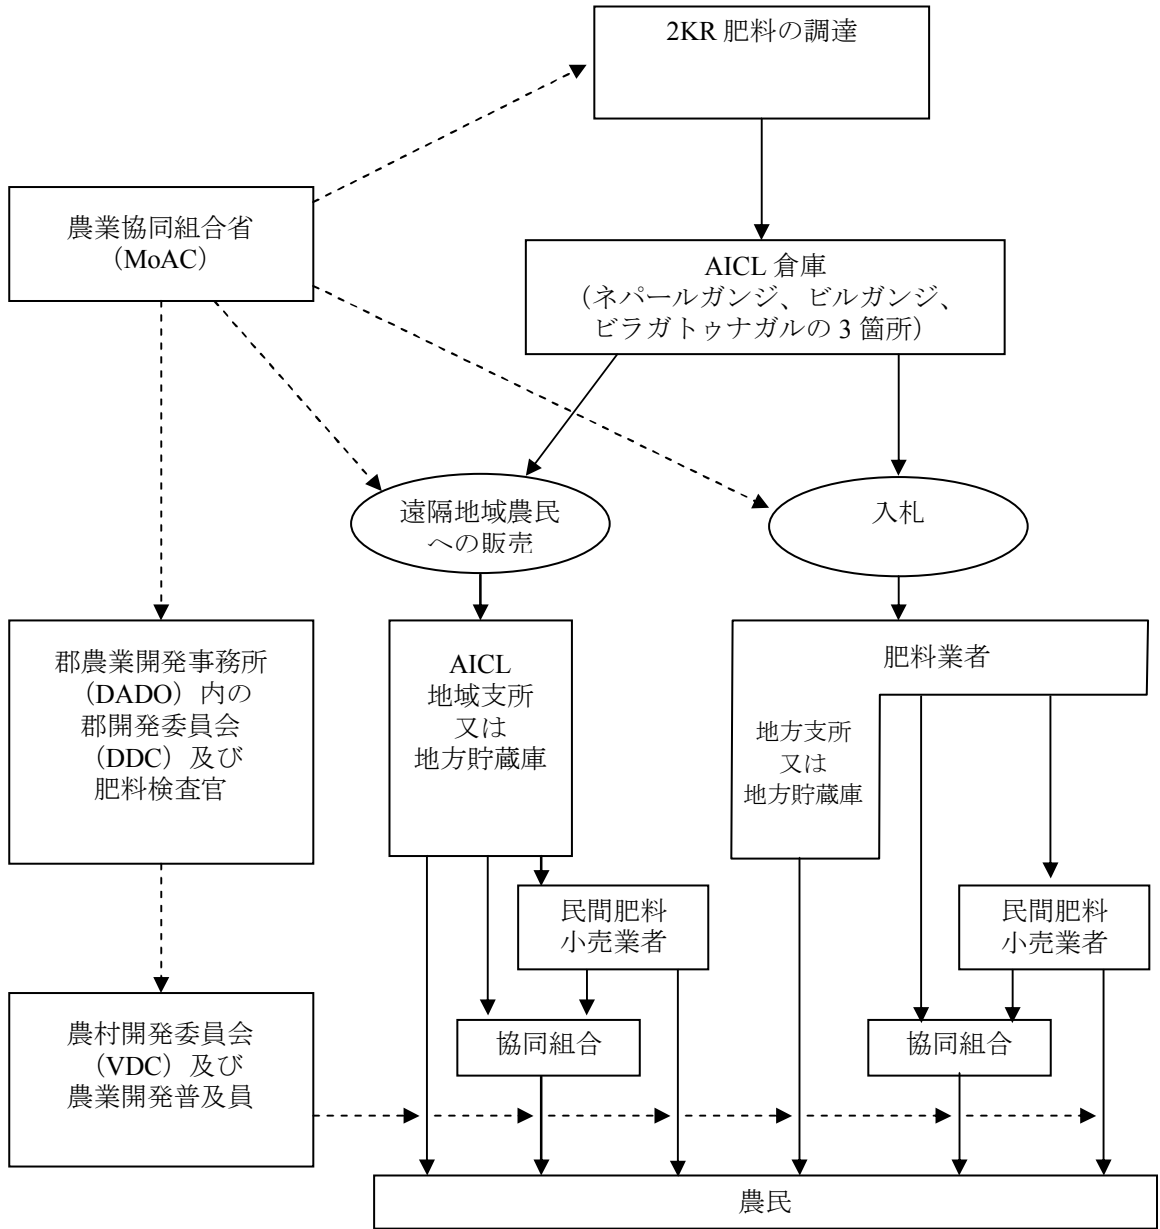 2KR 肥料の調達
農業協同組合省
（MoAC）
AICL 倉庫
（ネパールガンジ、ビルガンジ、
ビラガトゥナガルの 3 箇所）
遠隔地域農民
への販売
入札
郡農業開発事務所
（DADO）内の
郡開発委員会
（DDC）及び
肥料検査官
AICL
地域支所
又は
地方貯蔵庫
肥料業者
地方支所
又は
地方貯蔵庫
民間肥料
小売業者
民間肥料
小売業者
農村開発委員会
（VDC）及び
農業開発普及員
協同組合
協同組合
農民